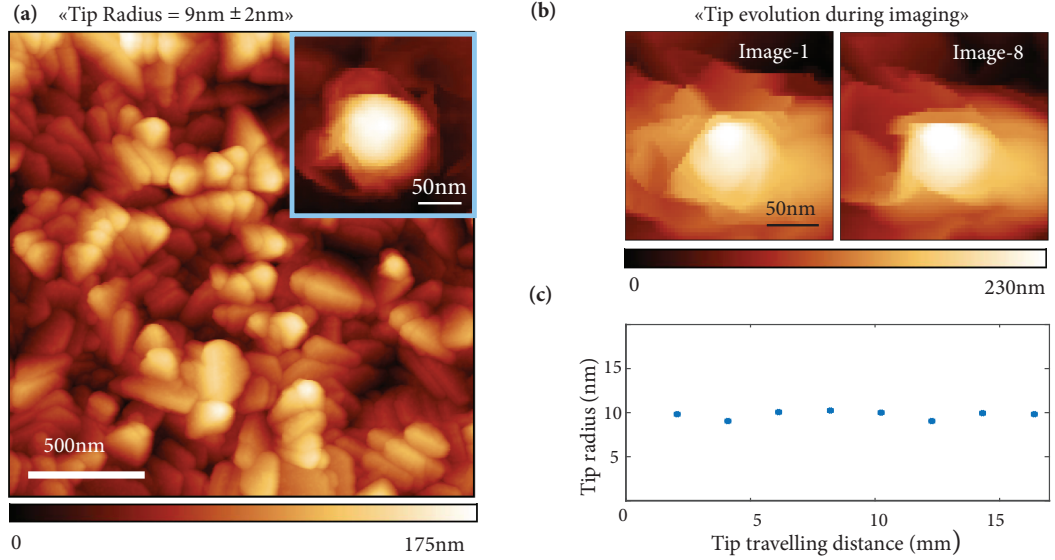 (a) «Tip Radius = 9nm ± 2nm»
50nm
500nm
0 175nm
(b) «Tip evolution during imaging»
Image-1 Image-8
50nm
0 230nm
(c)
15
10
5
Tip radius (nm)
0 5 10 15
Tip travelling distance (mm)